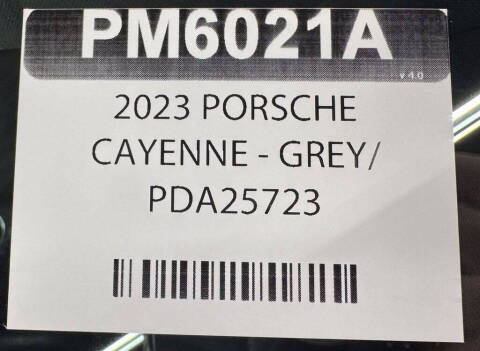 PM6021A
v 4.0
2023 PORSCHE
CAYENNE - GREY/
PDA25723